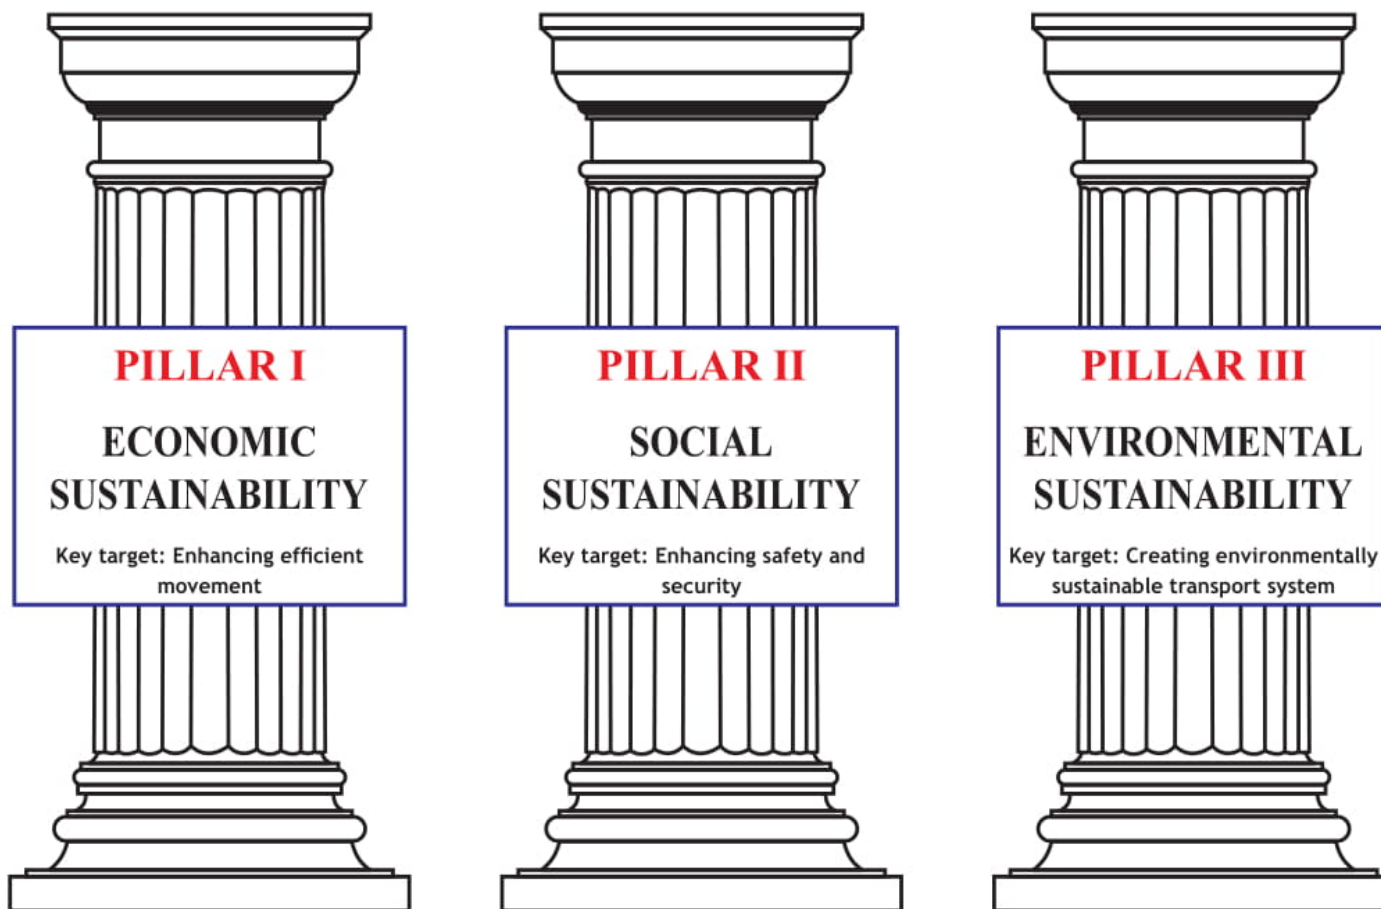 PILLAR I
ECONOMIC
SUSTAINABILITY
Key target: Enhancing efficient
movement
PILLAR II
SOCIAL
SUSTAINABILITY
Key target: Enhancing safety and
security
PILLAR III
ENVIRONMENTAL
SUSTAINABILITY
Key target: Creating environmentally
sustainable transport system